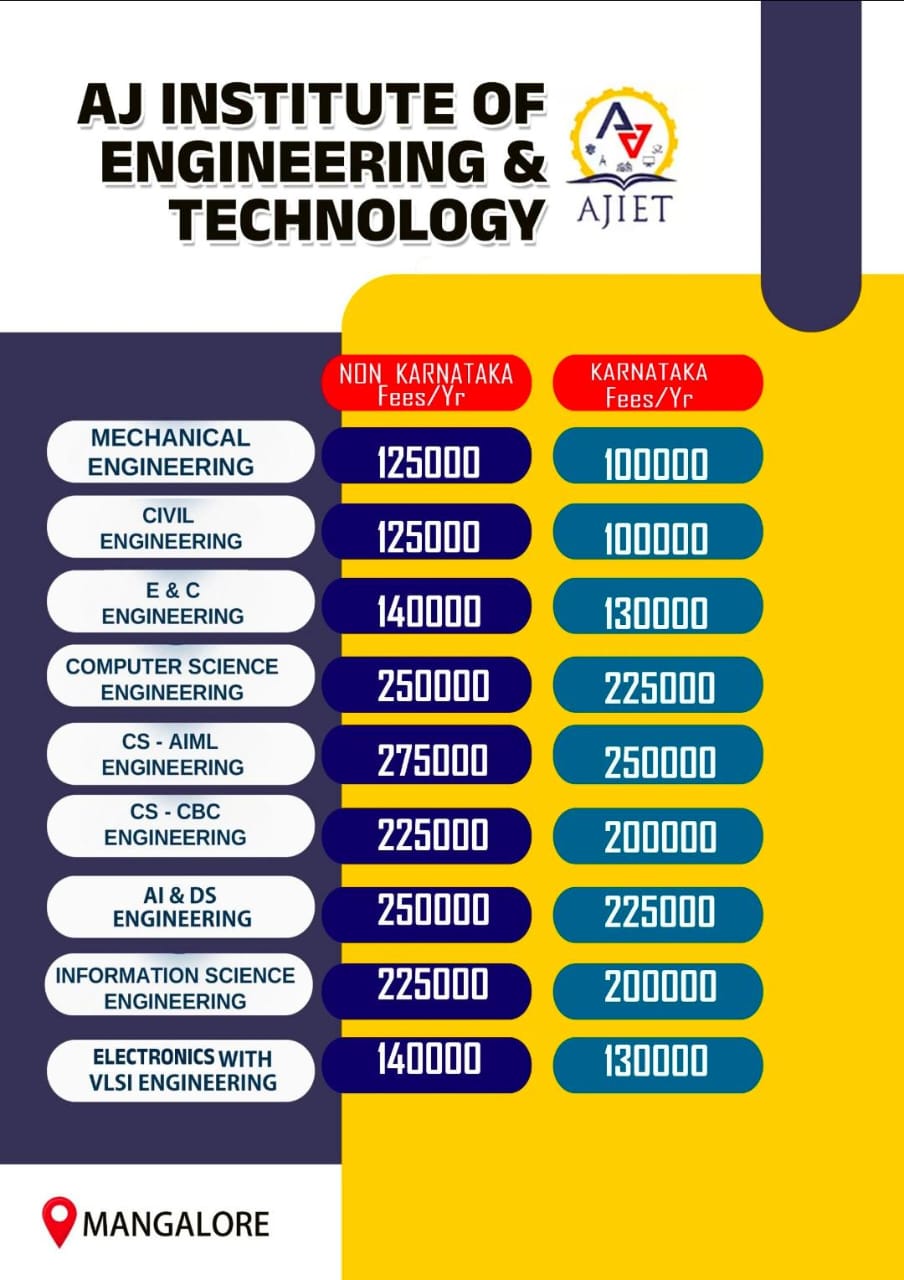 AJ INSTITUTE OF
ENGINEERING &
TECHNOLOGY
AJIET
NON KARNATAKA
Fees/Yr
KARNATAKA
Fees/Yr
MECHANICAL
ENGINEERING
125000
100000
CIVIL
ENGINEERING
125000
100000
E & C
ENGINEERING
140000
130000
COMPUTER SCIENCE
ENGINEERING
250000
225000
CS - AIML
ENGINEERING
275000
250000
CS - CBC
ENGINEERING
225000
200000
AI & DS
ENGINEERING
250000
225000
INFORMATION SCIENCE
ENGINEERING
225000
200000
ELECTRONICS WITH
VLSI ENGINEERING
140000
130000
MANGALORE